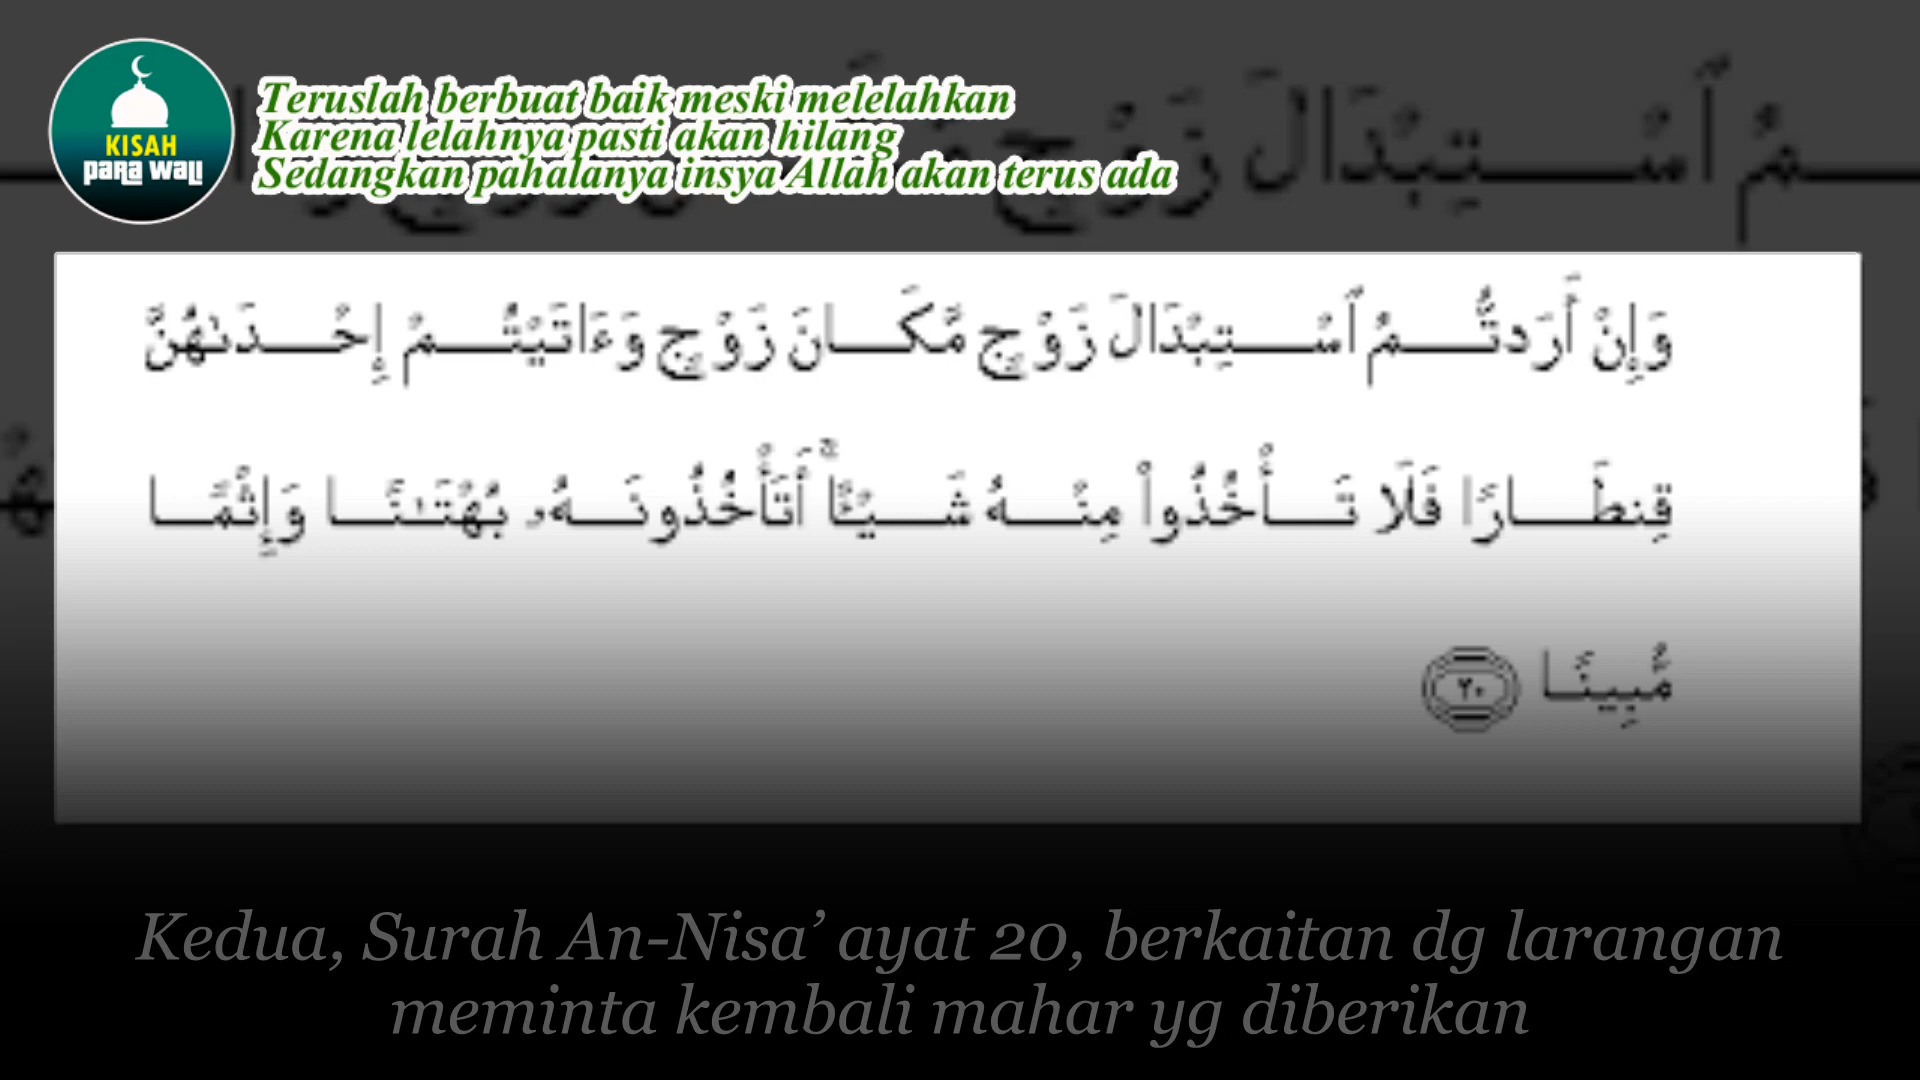 KISAH
PARA WALI
Teruslah berbuat baik meski melelahkan
Karena lelahnya pasti akan hilang
Sedangkan pahalanya insya Allah akan terus ada
وَإِنْ أَرَدتُّمُ ٱسْتِبْدَالَ زَوْجٍ مَّكَانَ زَوْجٍ وَءَاتَيْتُمْ إِحْدَىٰهُنَّ
قِنطَارًا فَلَا تَأْخُذُوا۟ مِنْهُ شَيْـًٔا ۚ أَتَأْخُذُونَهُۥ بُهْتَـٰنًا وَإِثْمًا
مُّبِينًا ٢٠
Kedua, Surah An-Nisa’ ayat 20, berkaitan dg larangan
meminta kembali mahar yg diberikan